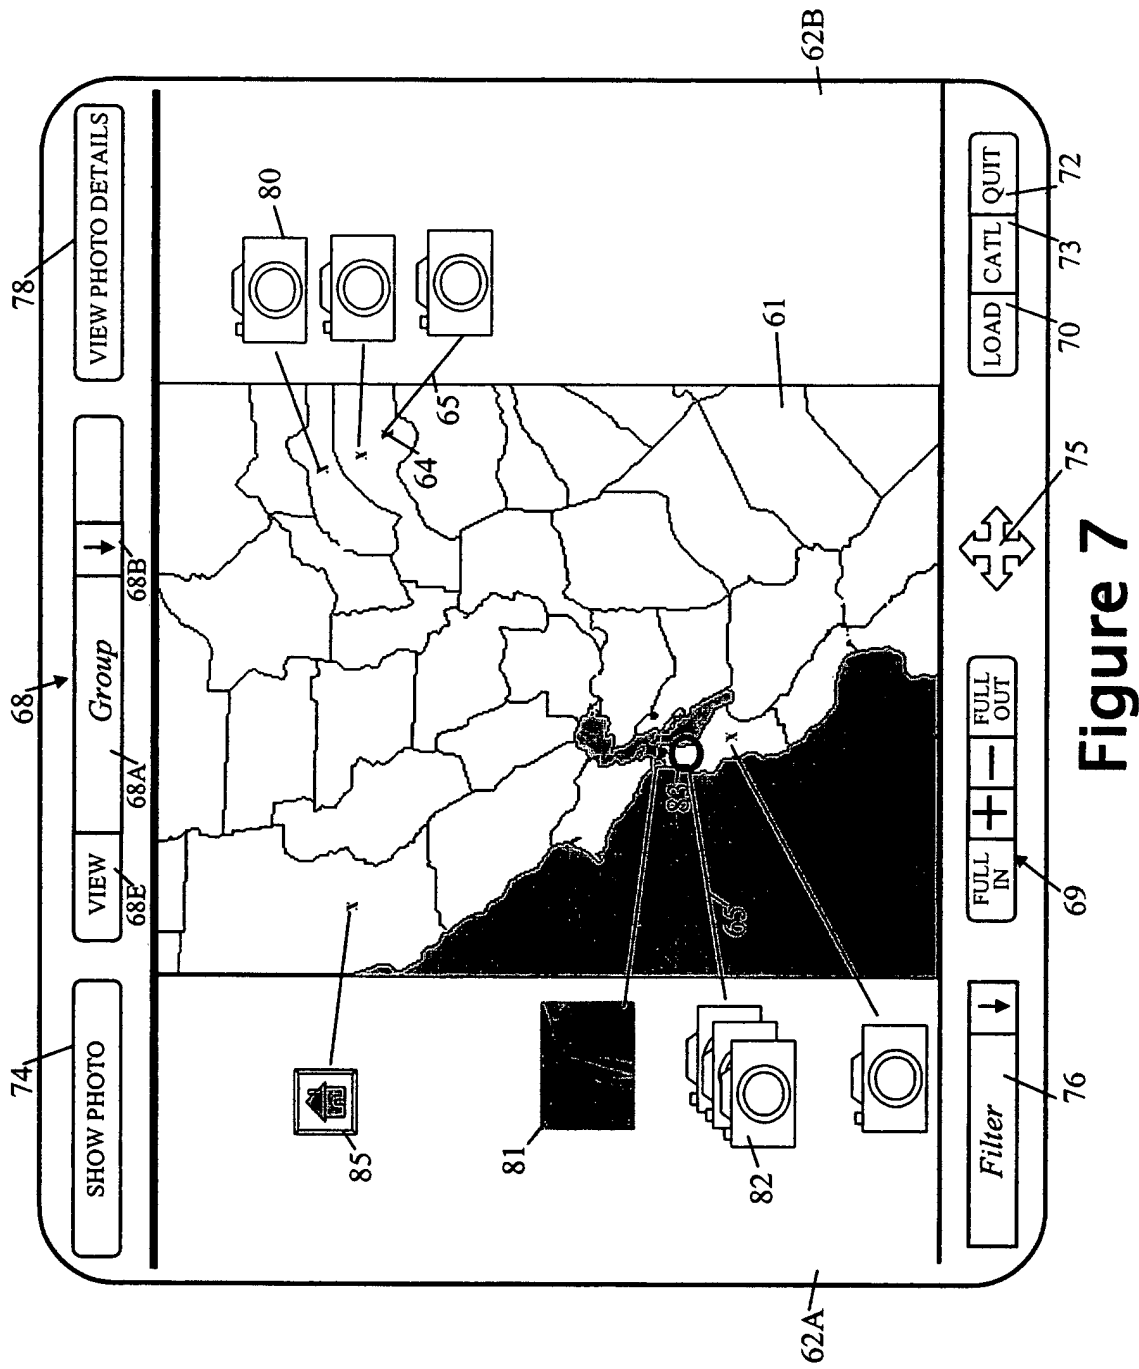 74
68
78
SHOW PHOTO
VIEW
Group
VIEW PHOTO DETAILS
68E
68A
68B
80
x
x
x
x
85
64
65
81
83
65
x
82
61
62A
62B
Filter
FULL IN
+
−
FULL OUT
LOAD
CATL
QUIT
76
69
75
70
73
72
Figure 7